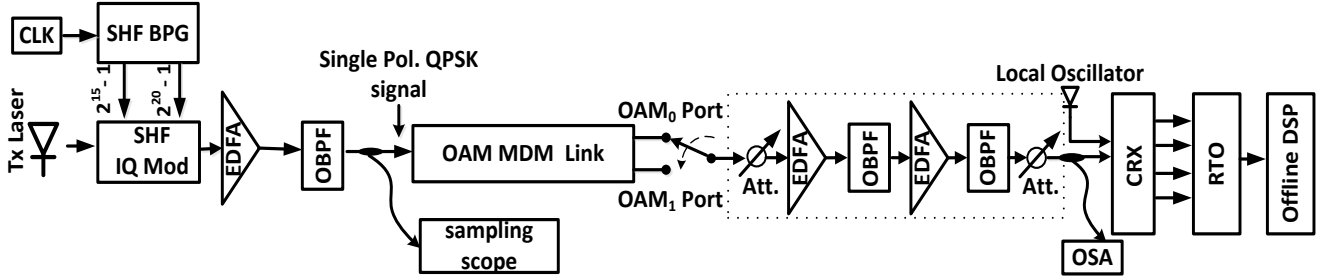 CLK
SHF BPG
2^15 - 1
2^20 - 1
Tx Laser
SHF
IQ Mod
EDFA
OBPF
Single Pol. QPSK
signal
sampling
scope
OAM MDM Link
OAM₀ Port
OAM₁ Port
Att.
EDFA
OBPF
EDFA
OBPF
Att.
Local Oscillator
OSA
CRX
RTO
Offline DSP